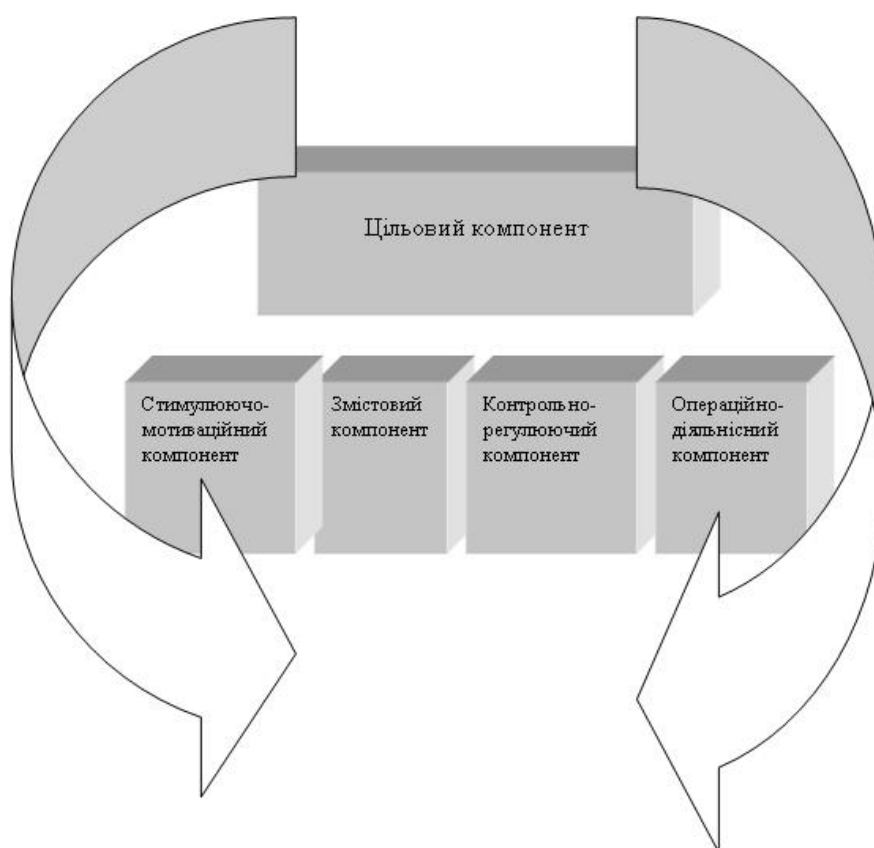 Цільовий компонент
Стимулюючо-
мотиваційний
компонент
Змістовий
компонент
Контрольно-
регулюючий
компонент
Операційно-
діяльнісний
компонент